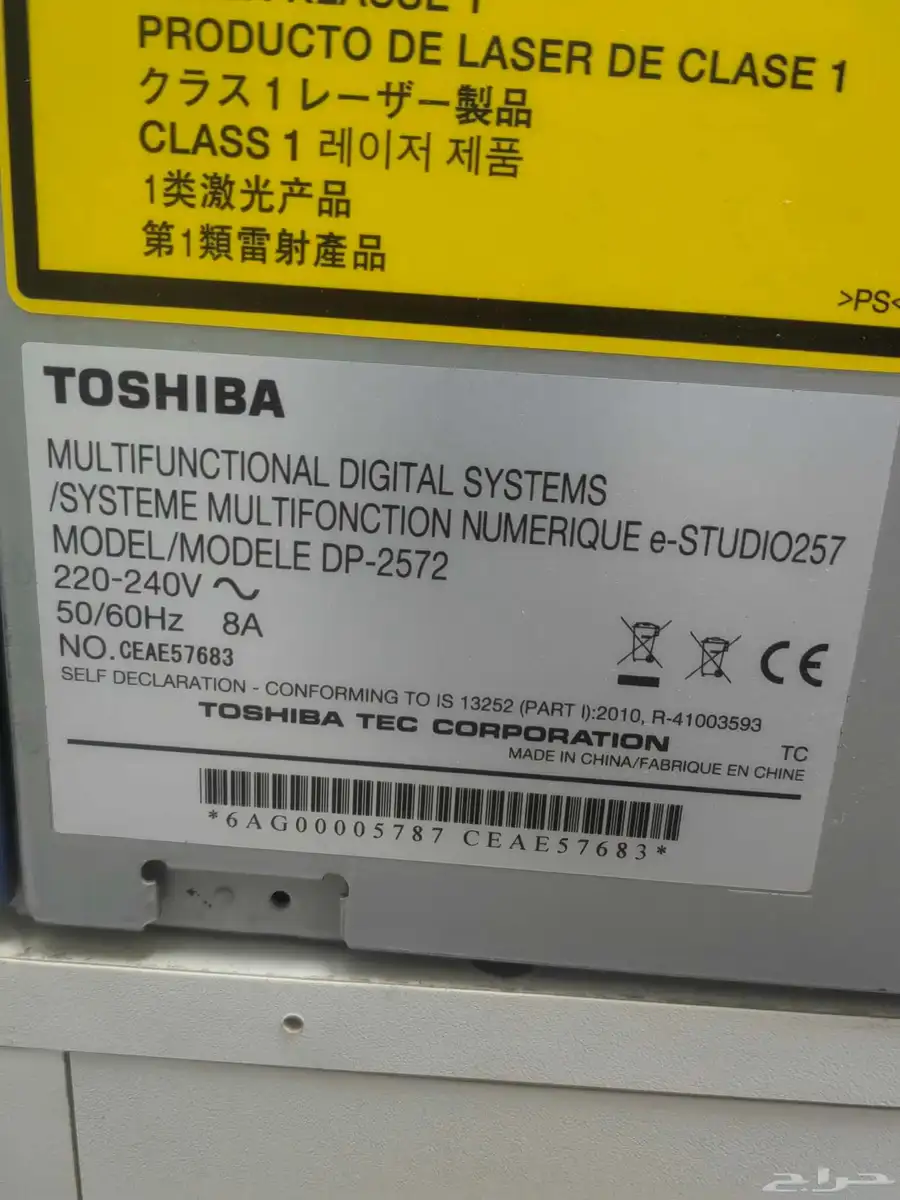 KLASSE 1
PRODUCTO DE LASER DE CLASE 1
クラス1レーザー製品
CLASS 1 레이저 제품
1类激光产品
第1類雷射產品
>PS<
TOSHIBA
MULTIFUNCTIONAL DIGITAL SYSTEMS
/SYSTEME MULTIFONCTION NUMERIQUE e-STUDIO257
MODEL/MODELE DP-2572
220-240V
50/60Hz 8A
NO. CEAE57683
CE
SELF DECLARATION - CONFORMING TO IS 13252 (PART I):2010, R-41003593
TOSHIBA TEC CORPORATION
TC
MADE IN CHINA/FABRIQUE EN CHINE
*6AG00005787 CEAE57683*
حراج